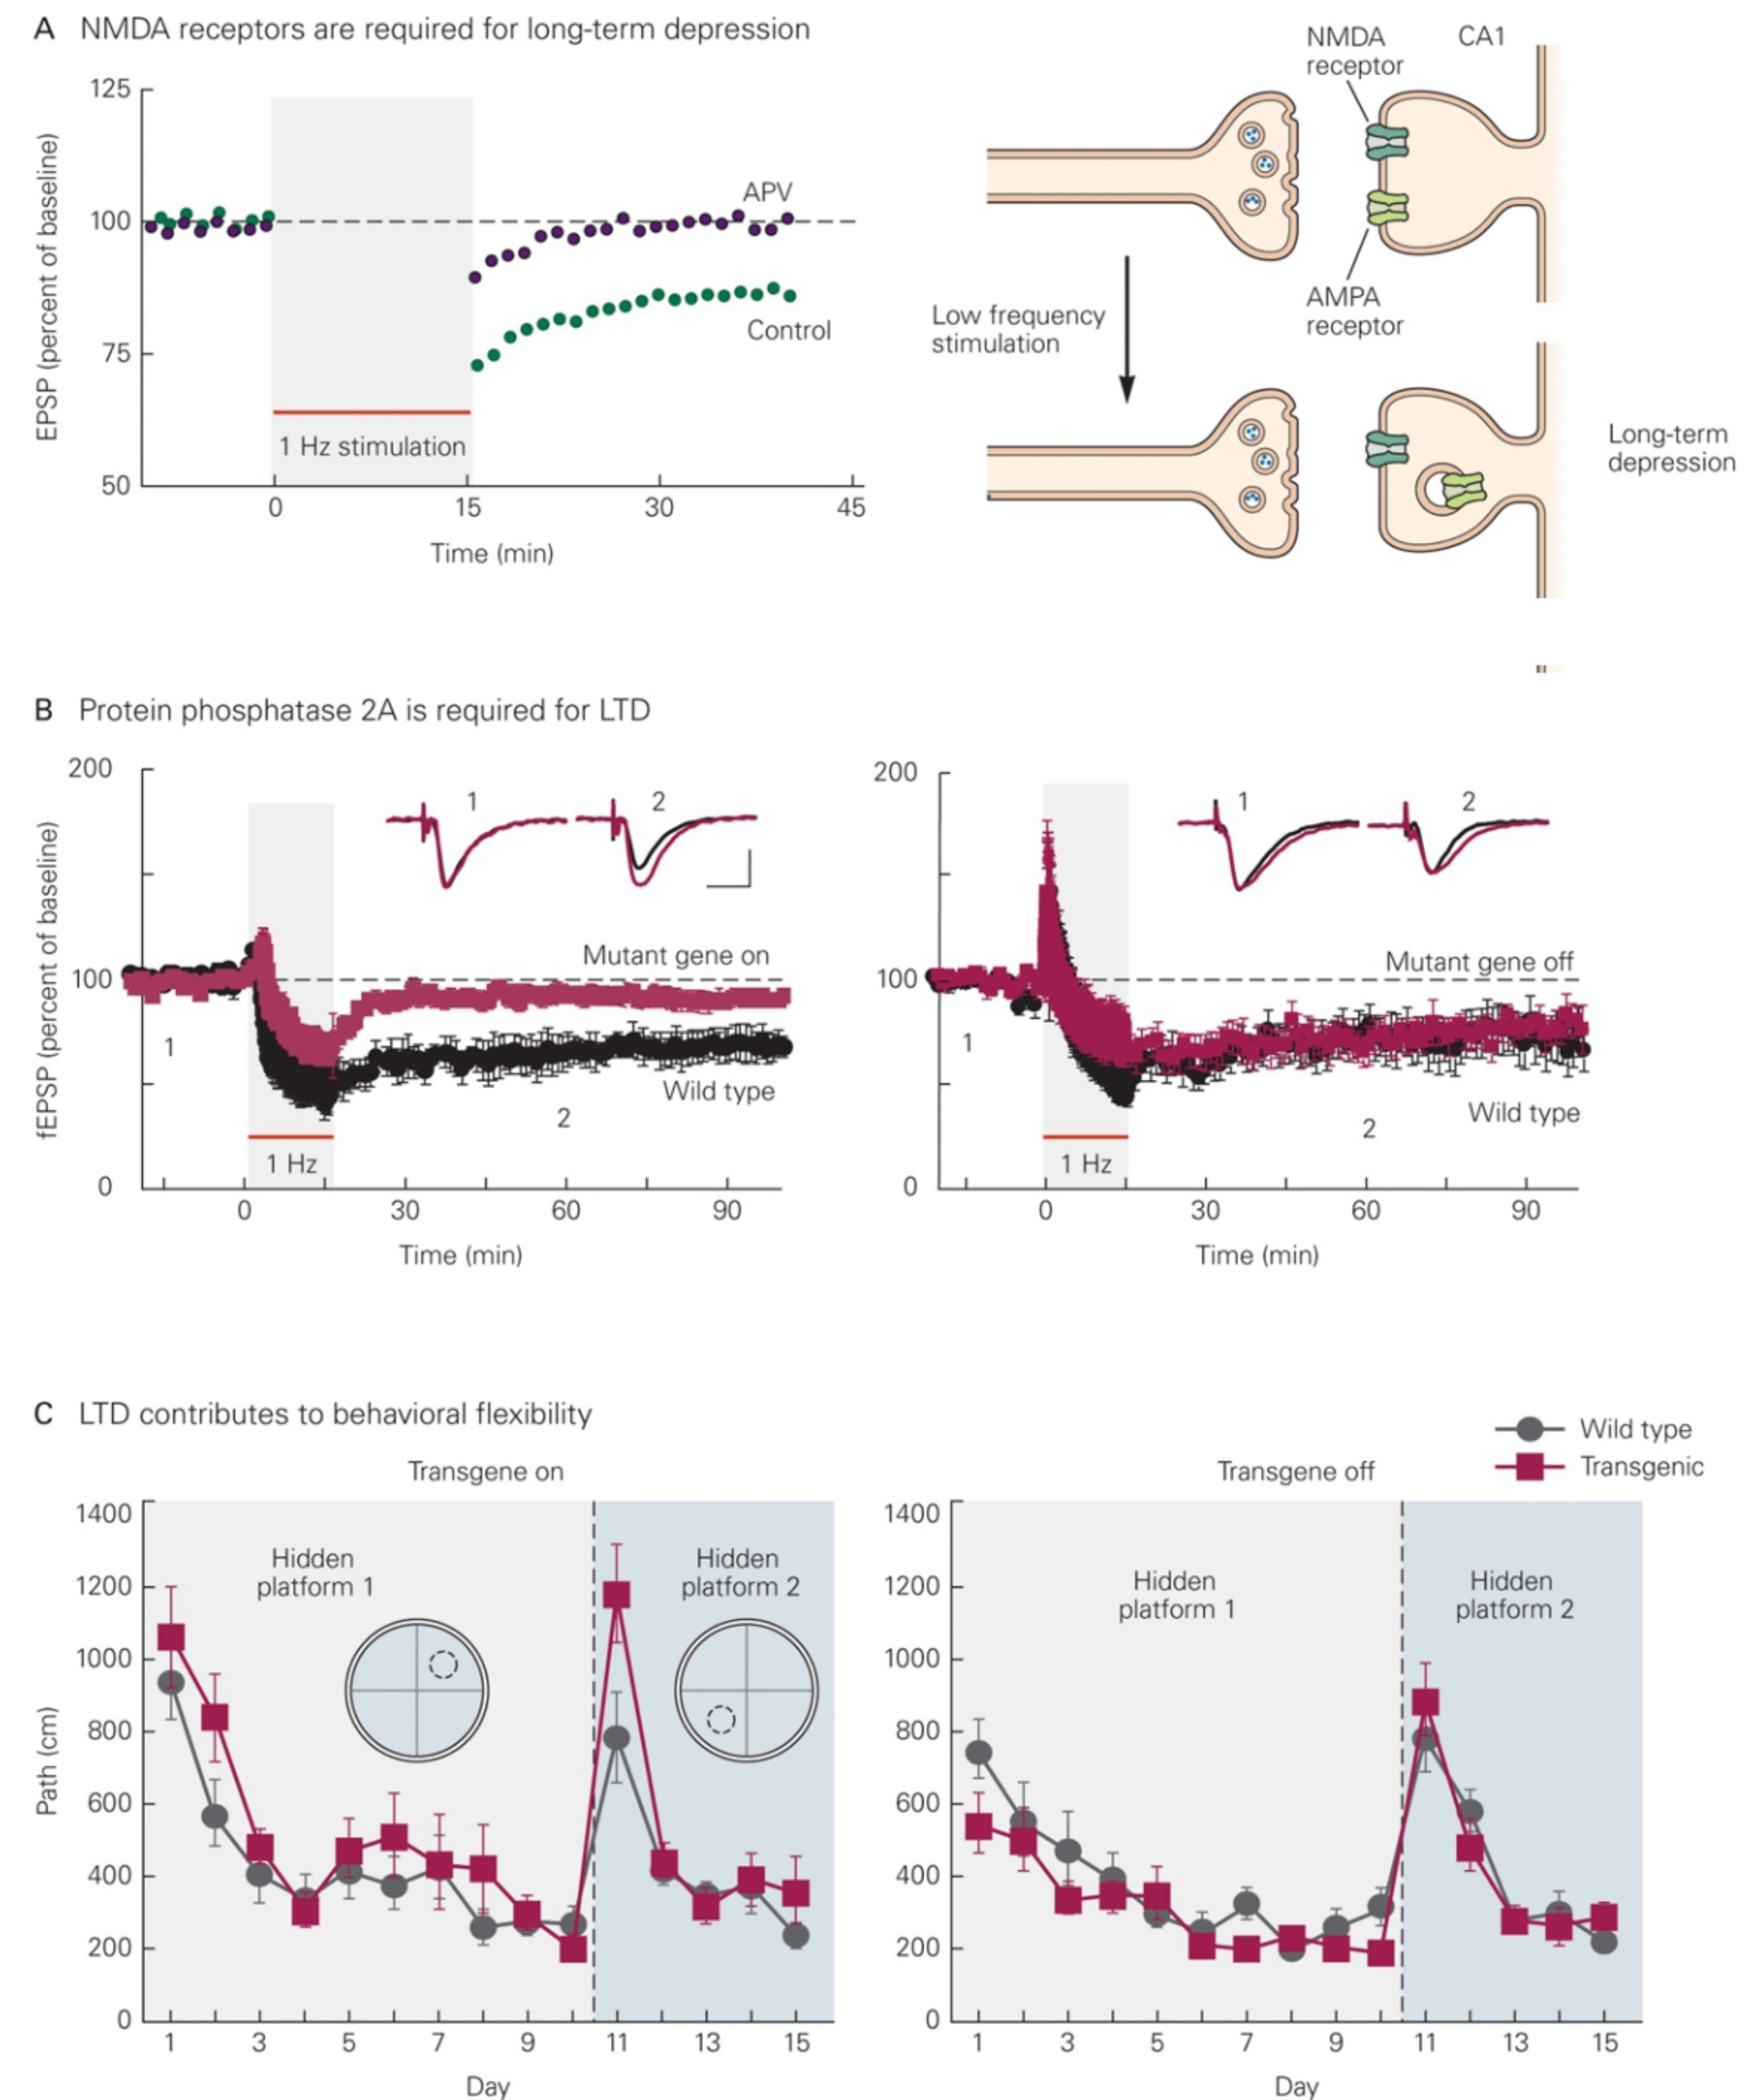 A NMDA receptors are required for long-term depression
125
100
75
50
EPSP (percent of baseline)
APV
Control
1 Hz stimulation
0 15 30 45
Time (min)
NMDA
receptor
CA1
AMPA
receptor
Low frequency
stimulation
Long-term
depression
B Protein phosphatase 2A is required for LTD
200
100
0
fEPSP (percent of baseline)
1 2
Mutant gene on
1
Wild type
2
1 Hz
0 30 60 90
Time (min)
200
100
0
1 2
Mutant gene off
1
Wild type
2
1 Hz
0 30 60 90
Time (min)
C LTD contributes to behavioral flexibility
Wild type
Transgenic
Transgene on
1400
1200
1000
800
600
400
200
0
Path (cm)
Hidden
platform 1
Hidden
platform 2
1 3 5 7 9 11 13 15
Day
Transgene off
1400
1200
1000
800
600
400
200
0
Hidden
platform 1
Hidden
platform 2
1 3 5 7 9 11 13 15
Day